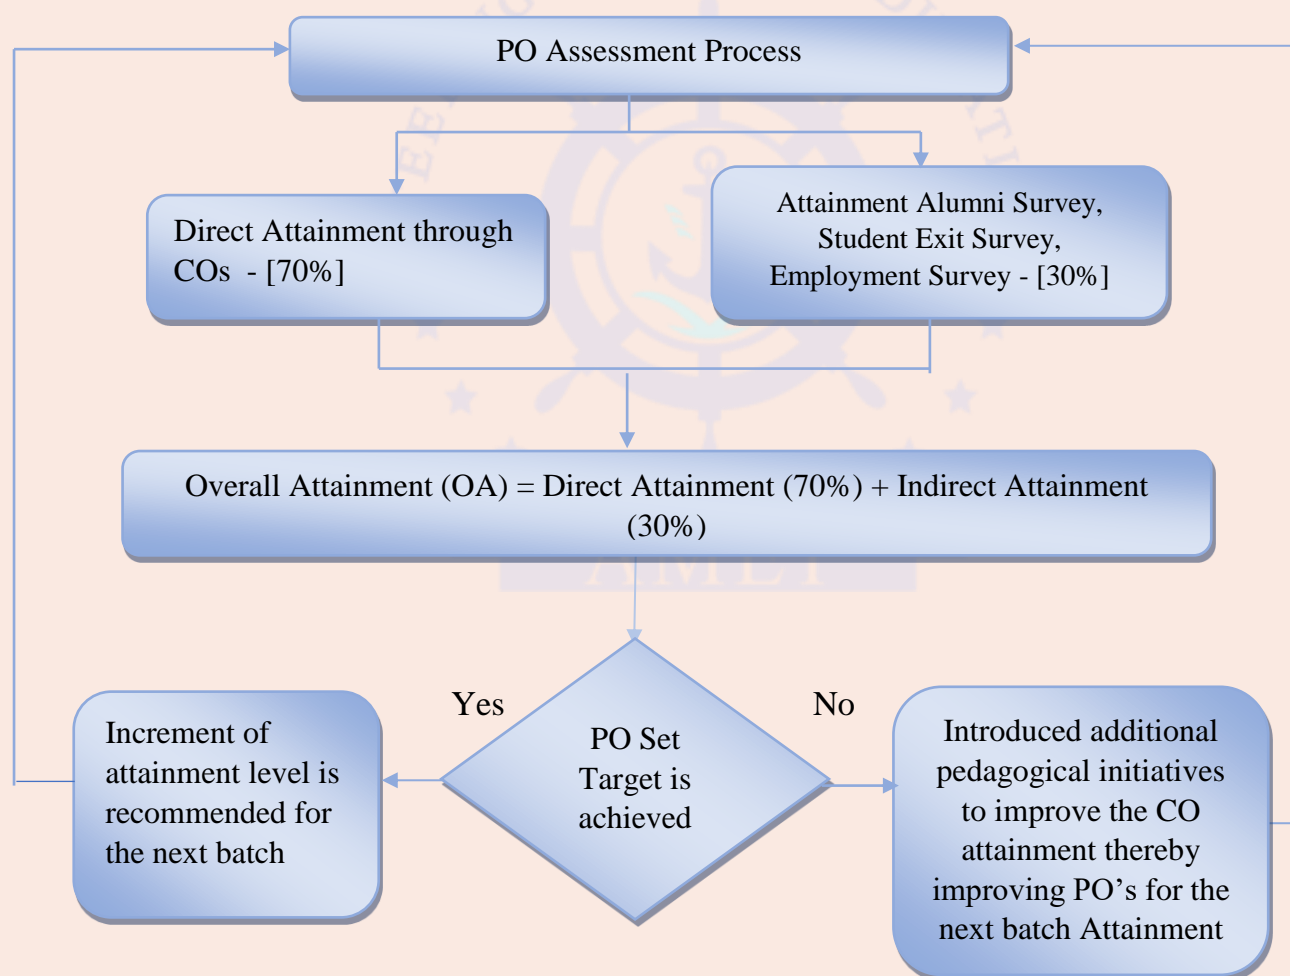 PO Assessment Process
Direct Attainment through
COs - [70%]
Attainment Alumni Survey,
Student Exit Survey,
Employment Survey - [30%]
Overall Attainment (OA) = Direct Attainment (70%) + Indirect Attainment
(30%)
AMET
Yes
No
Increment of
attainment level is
recommended for
the next batch
PO Set
Target is
achieved
Introduced additional
pedagogical initiatives
to improve the CO
attainment thereby
improving PO’s for the
next batch Attainment